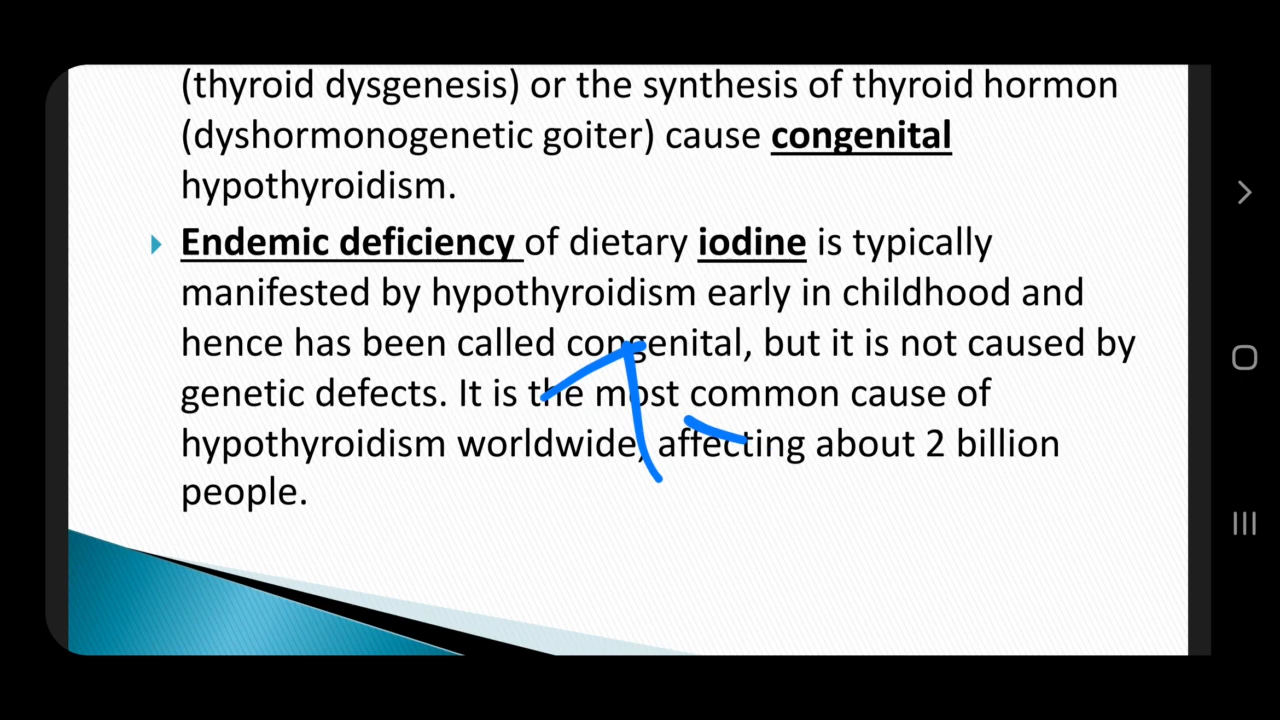 (thyroid dysgenesis) or the synthesis of thyroid hormon
(dyshormonogenetic goiter) cause congenital
hypothyroidism.
Endemic deficiency of dietary iodine is typically
manifested by hypothyroidism early in childhood and
hence has been called congenital, but it is not caused by
genetic defects. It is the most common cause of
hypothyroidism worldwide, affecting about 2 billion
people.